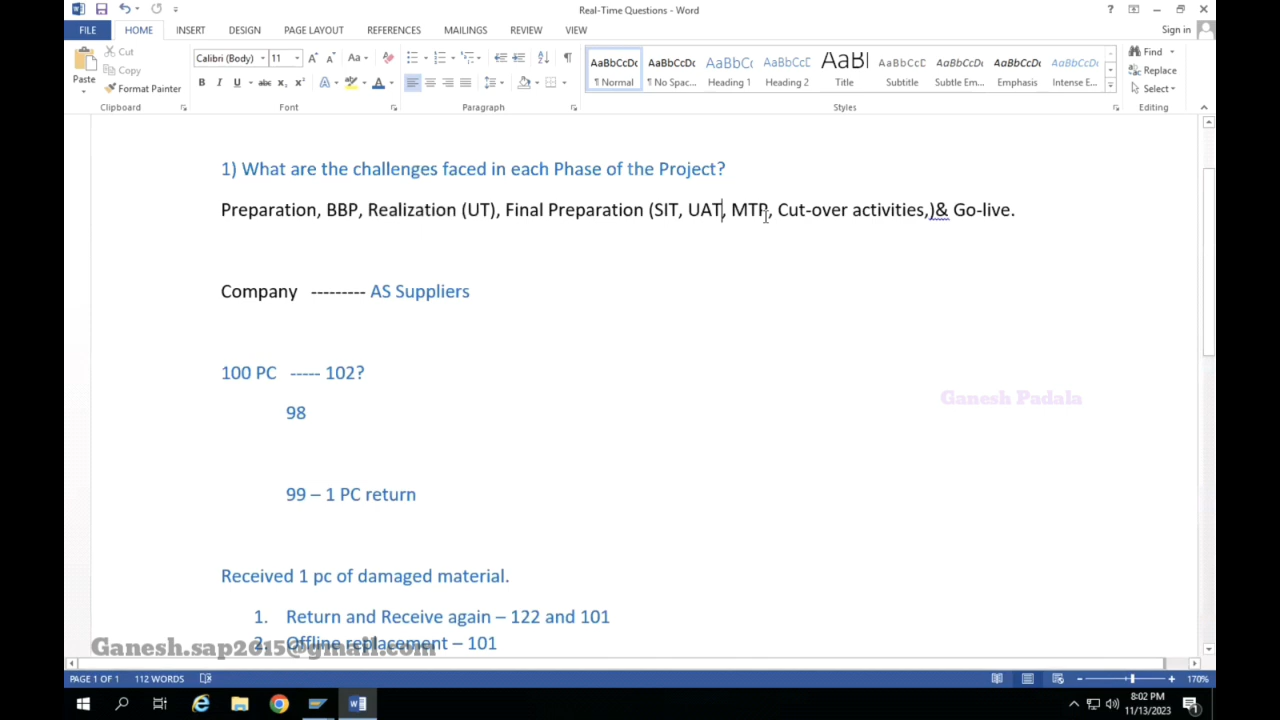 Real-Time Questions - Word
Sign in
FILE HOME INSERT DESIGN PAGE LAYOUT REFERENCES MAILINGS REVIEW VIEW
Paste
Cut
Copy
Format Painter
Calibri (Body) 11
Clipboard Font Paragraph Styles Editing
AaBbCcDc AaBbCcDc AaBbCc AaBbCcC AaBl AaBbCcC AaBbCcDc AaBbCcDc AaBbCcDc
¶ Normal ¶ No Spac... Heading 1 Heading 2 Title Subtitle Subtle Em... Emphasis Intense E...
Find
Replace
Select
1) What are the challenges faced in each Phase of the Project?
Preparation, BBP, Realization (UT), Final Preparation (SIT, UAT, MTP, Cut-over activities,)& Go-live.
Company --------- AS Suppliers
100 PC ----- 102?
Ganesh Padala
98
99 – 1 PC return
Received 1 pc of damaged material.
1. Return and Receive again – 122 and 101
2. Offline replacement – 101
Ganesh.sap2015@gmail.com
PAGE 1 OF 1 112 WORDS 170%
8:02 PM
11/13/2023